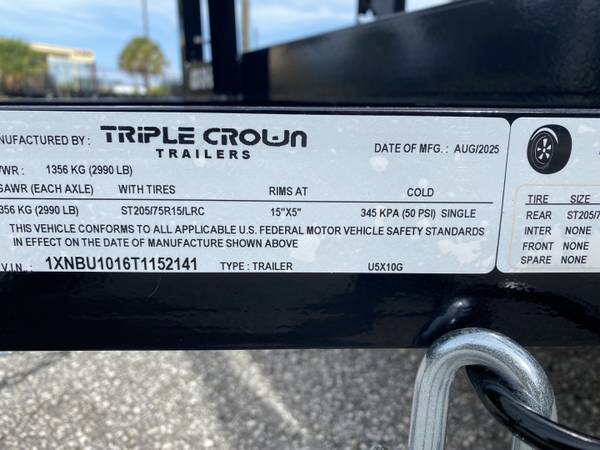 NUFACTURED BY : TRIPLE CROWN
TRAILERS
DATE OF MFG. : AUG/2025
VWR : 1356 KG (2990 LB)
GAWR (EACH AXLE) WITH TIRES RIMS AT COLD
356 KG (2990 LB) ST205/75R15/LRC 15"X5" 345 KPA (50 PSI) SINGLE
THIS VEHICLE CONFORMS TO ALL APPLICABLE U.S. FEDERAL MOTOR VEHICLE SAFETY STANDARDS
IN EFFECT ON THE DATE OF MANUFACTURE SHOWN ABOVE
V.I.N.: 1XNBU1016T1152141 TYPE : TRAILER U5X10G
TIRE SIZE
REAR ST205/7
INTER NONE
FRONT NONE
SPARE NONE